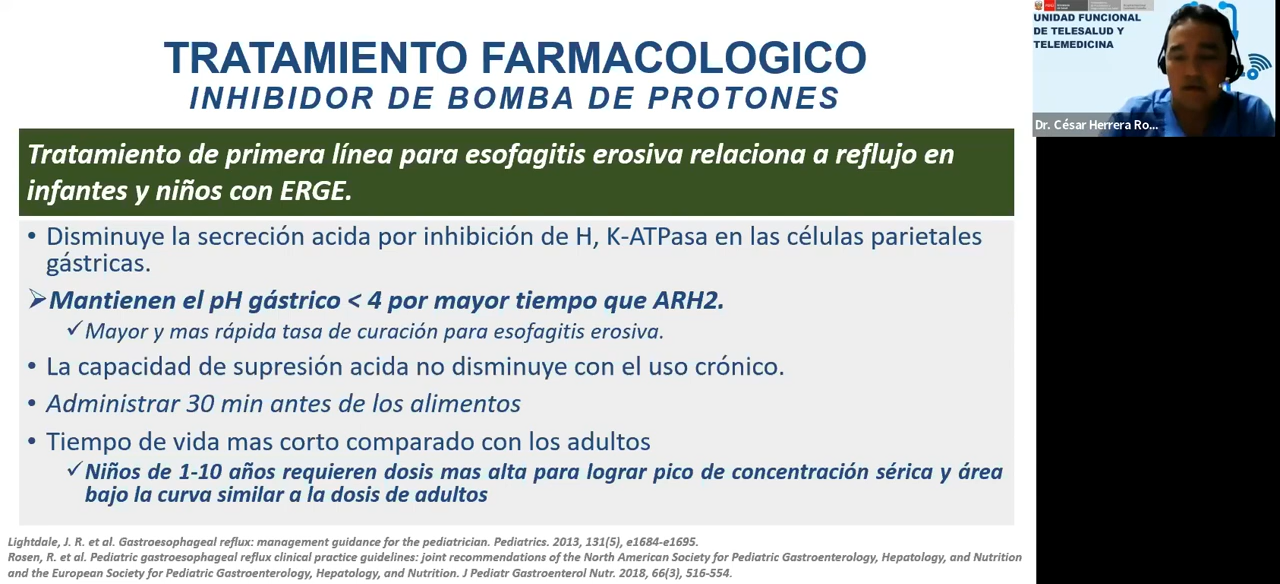 TRATAMIENTO FARMACOLOGICO
INHIBIDOR DE BOMBA DE PROTONES
Tratamiento de primera línea para esofagitis erosiva relaciona a reflujo en
infantes y niños con ERGE.
• Disminuye la secreción acida por inhibición de H, K-ATPasa en las células parietales
gástricas.
➢Mantienen el pH gástrico < 4 por mayor tiempo que ARH2.
✓Mayor y mas rápida tasa de curación para esofagitis erosiva.
• La capacidad de supresión acida no disminuye con el uso crónico.
• Administrar 30 min antes de los alimentos
• Tiempo de vida mas corto comparado con los adultos
✓Niños de 1-10 años requieren dosis mas alta para lograr pico de concentración sérica y área
bajo la curva similar a la dosis de adultos
Lightdale, J. R. et al. Gastroesophageal reflux: management guidance for the pediatrician. Pediatrics. 2013, 131(5), e1684-e1695.
Rosen, R. et al. Pediatric gastroesophageal reflux clinical practice guidelines: joint recommendations of the North American Society for Pediatric Gastroenterology, Hepatology, and Nutrition
and the European Society for Pediatric Gastroenterology, Hepatology, and Nutrition. J Pediatr Gastroenterol Nutr. 2018, 66(3), 516-554.
UNIDAD FUNCIONAL
DE TELESALUD Y
TELEMEDICINA
Dr. César Herrera Ro...